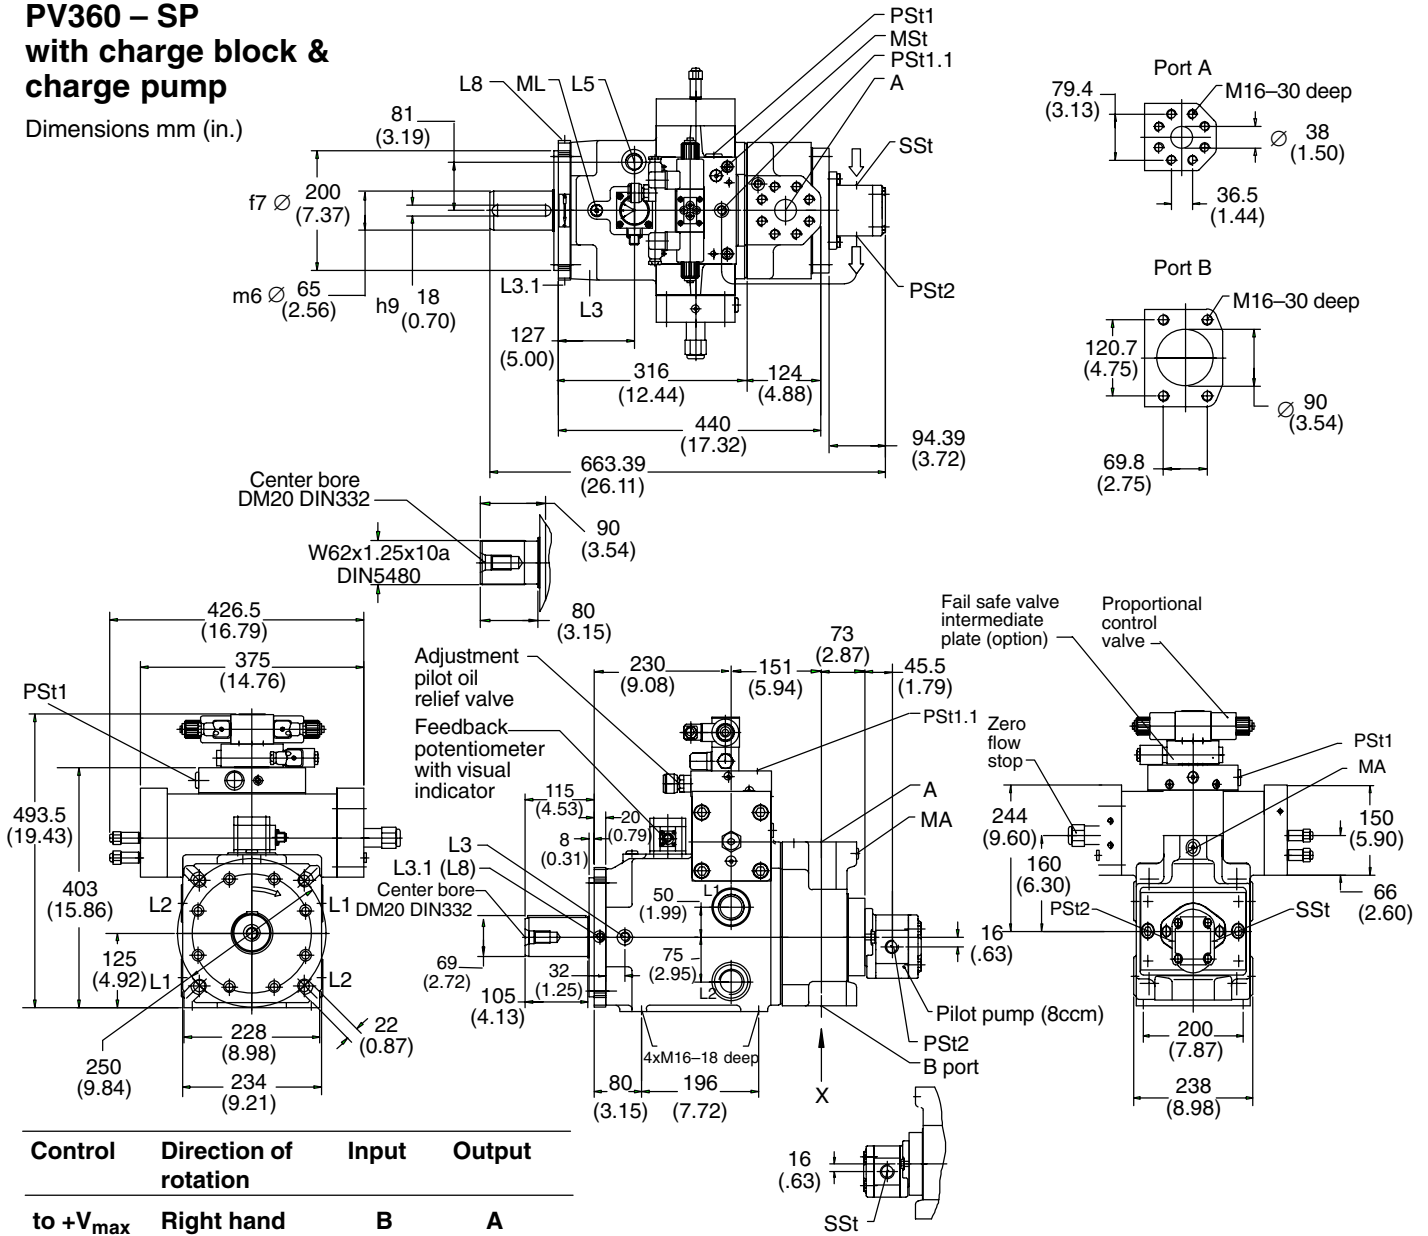 PV360 – SP
with charge block &
charge pump
Dimensions mm (in.)
PSt1
MSt
PSt1.1
A
L8
ML
L5
81
(3.19)
SSt
f7 ∅ 200
(7.37)
m6 ∅ 65
(2.56)
h9 18
(0.70)
L3.1
L3
PSt2
127
(5.00)
316
(12.44)
124
(4.88)
440
(17.32)
94.39
(3.72)
663.39
(26.11)
Port A
79.4
(3.13)
M16–30 deep
∅ 38
(1.50)
36.5
(1.44)
Port B
M16–30 deep
120.7
(4.75)
∅ 90
(3.54)
69.8
(2.75)
Center bore
DM20 DIN332
90
(3.54)
W62x1.25x10a
DIN5480
80
(3.15)
426.5
(16.79)
375
(14.76)
PSt1
493.5
(19.43)
403
(15.86)
L2
L1
125
(4.92)
L1
L2
22
(0.87)
228
(8.98)
250
(9.84)
234
(9.21)
Adjustment
pilot oil
relief valve
Feedback
potentiometer
with visual
indicator
230
(9.08)
151
(5.94)
73
(2.87)
45.5
(1.79)
PSt1.1
115
(4.53)
20
(0.79)
8
(0.31)
A
MA
L3
L3.1 (L8)
Center bore
DM20 DIN332
L1
50
(1.99)
75
(2.95)
L2
16
(.63)
69
(2.72)
32
(1.25)
105
(4.13)
Pilot pump (8ccm)
PSt2
B port
4xM16–18 deep
80
(3.15)
196
(7.72)
X
16
(.63)
SSt
Fail safe valve
intermediate
plate (option)
Proportional
control
valve
Zero
flow
stop
PSt1
MA
244
(9.60)
150
(5.90)
160
(6.30)
66
(2.60)
PSt2
SSt
200
(7.87)
238
(8.98)
Control Direction of rotation Input Output
to +Vmax Right hand B A